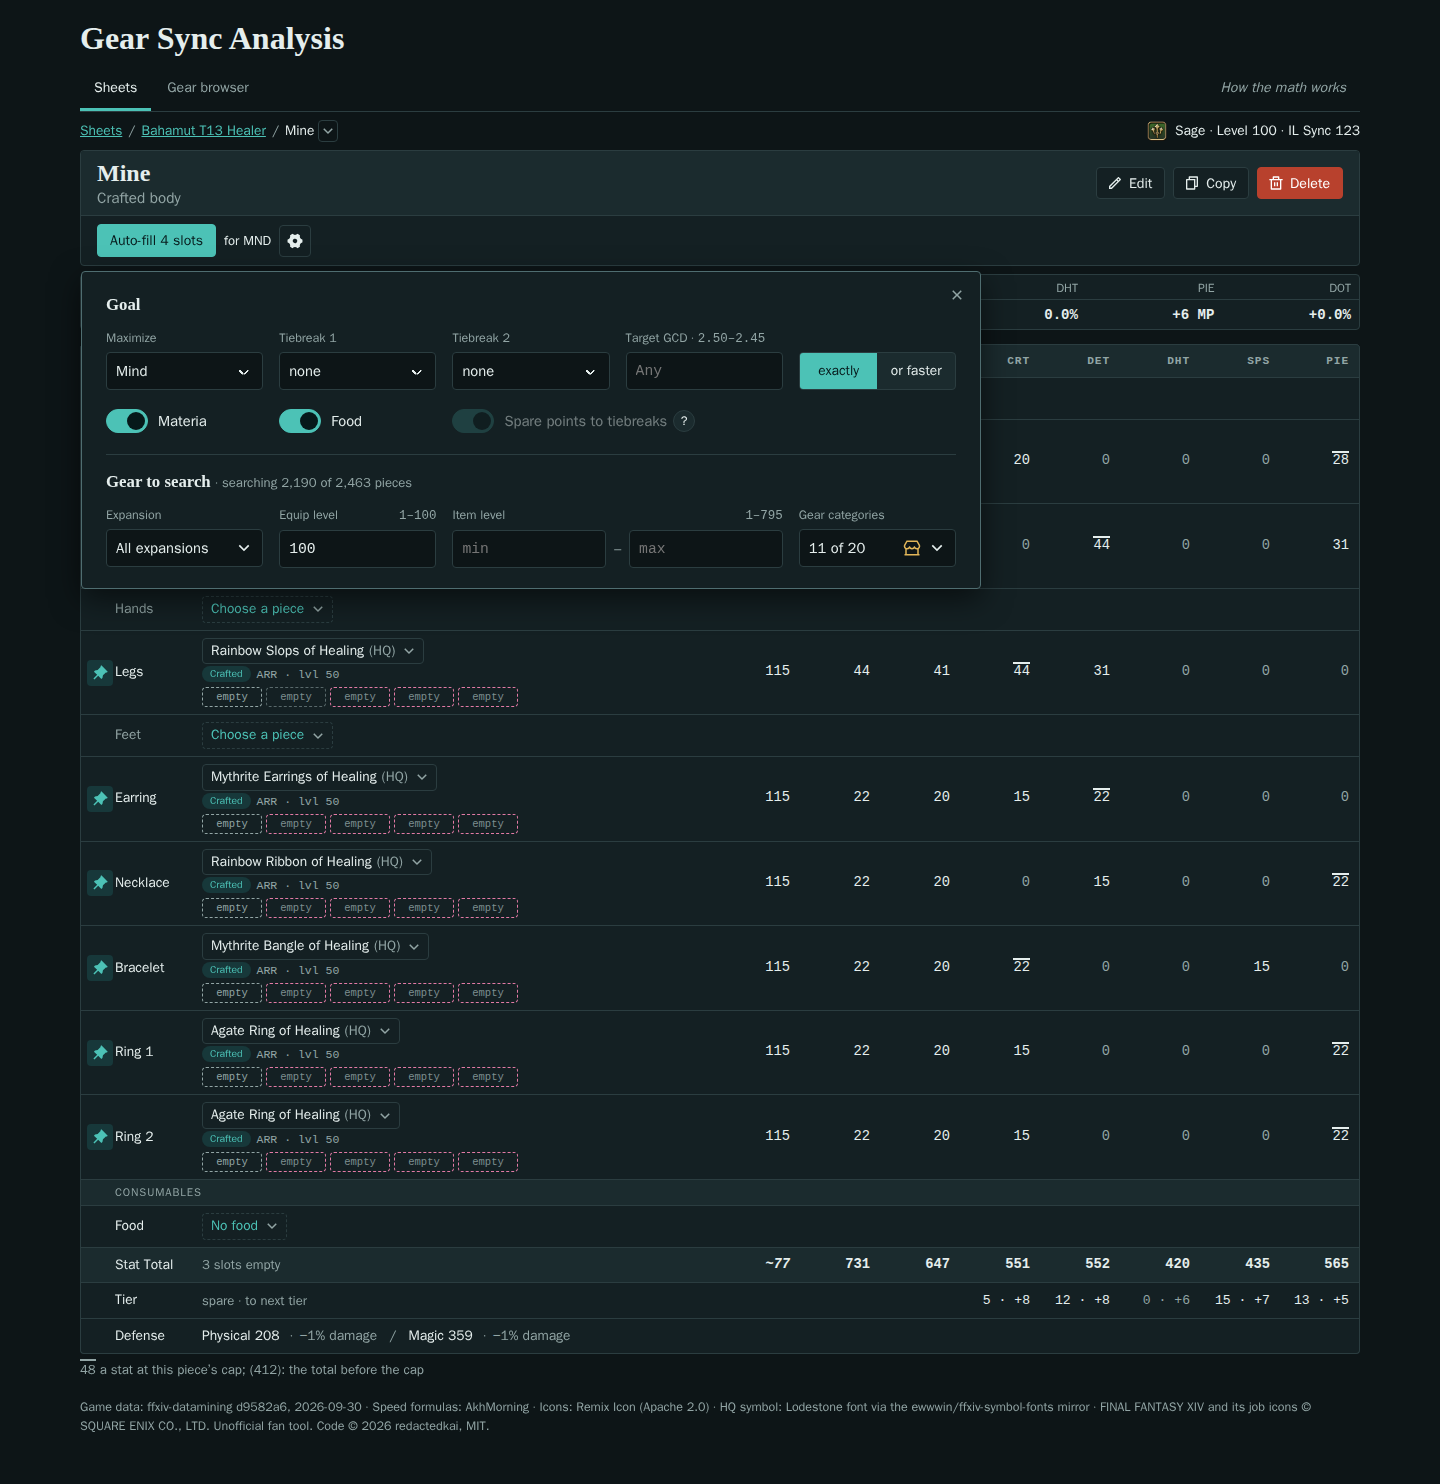 Gear Sync Analysis
Sheets Gear browser How the math works
Sheets / Bahamut T13 Healer / Mine Sage · Level 100 · IL Sync 123
Mine
Crafted body
Edit Copy Delete
Auto-fill 4 slots for MND
DHT PIE DOT
0.0% +6 MP +0.0%
Goal
Maximize Tiebreak 1 Tiebreak 2 Target GCD · 2.50–2.45
Mind none none Any exactly or faster
Materia Food Spare points to tiebreaks ?
Gear to search · searching 2,190 of 2,463 pieces
Expansion Equip level 1–100 Item level 1–795 Gear categories
All expansions 100 min – max 11 of 20
CRT DET DHT SPS PIE
20 0 0 0 28
0 44 0 0 31
Hands Choose a piece
Legs Rainbow Slops of Healing (HQ) 115 44 41 44 31 0 0 0
Crafted ARR · lvl 50
empty empty empty empty empty
Feet Choose a piece
Earring Mythrite Earrings of Healing (HQ) 115 22 20 15 22 0 0 0
Crafted ARR · lvl 50
empty empty empty empty empty
Necklace Rainbow Ribbon of Healing (HQ) 115 22 20 0 15 0 0 22
Crafted ARR · lvl 50
empty empty empty empty empty
Bracelet Mythrite Bangle of Healing (HQ) 115 22 20 22 0 0 15 0
Crafted ARR · lvl 50
empty empty empty empty empty
Ring 1 Agate Ring of Healing (HQ) 115 22 20 15 0 0 0 22
Crafted ARR · lvl 50
empty empty empty empty empty
Ring 2 Agate Ring of Healing (HQ) 115 22 20 15 0 0 0 22
Crafted ARR · lvl 50
empty empty empty empty empty
CONSUMABLES
Food No food
Stat Total 3 slots empty ~77 731 647 551 552 420 435 565
Tier spare · to next tier 5 · +8 12 · +8 0 · +6 15 · +7 13 · +5
Defense Physical 208 · −1% damage / Magic 359 · −1% damage
48 a stat at this piece's cap; (412): the total before the cap
Game data: ffxiv-datamining d9582a6, 2026-09-30 · Speed formulas: AkhMorning · Icons: Remix Icon (Apache 2.0) · HQ symbol: Lodestone font via the ewwwin/ffxiv-symbol-fonts mirror · FINAL FANTASY XIV and its job icons ©
SQUARE ENIX CO., LTD. Unofficial fan tool. Code © 2026 redactedkai, MIT.